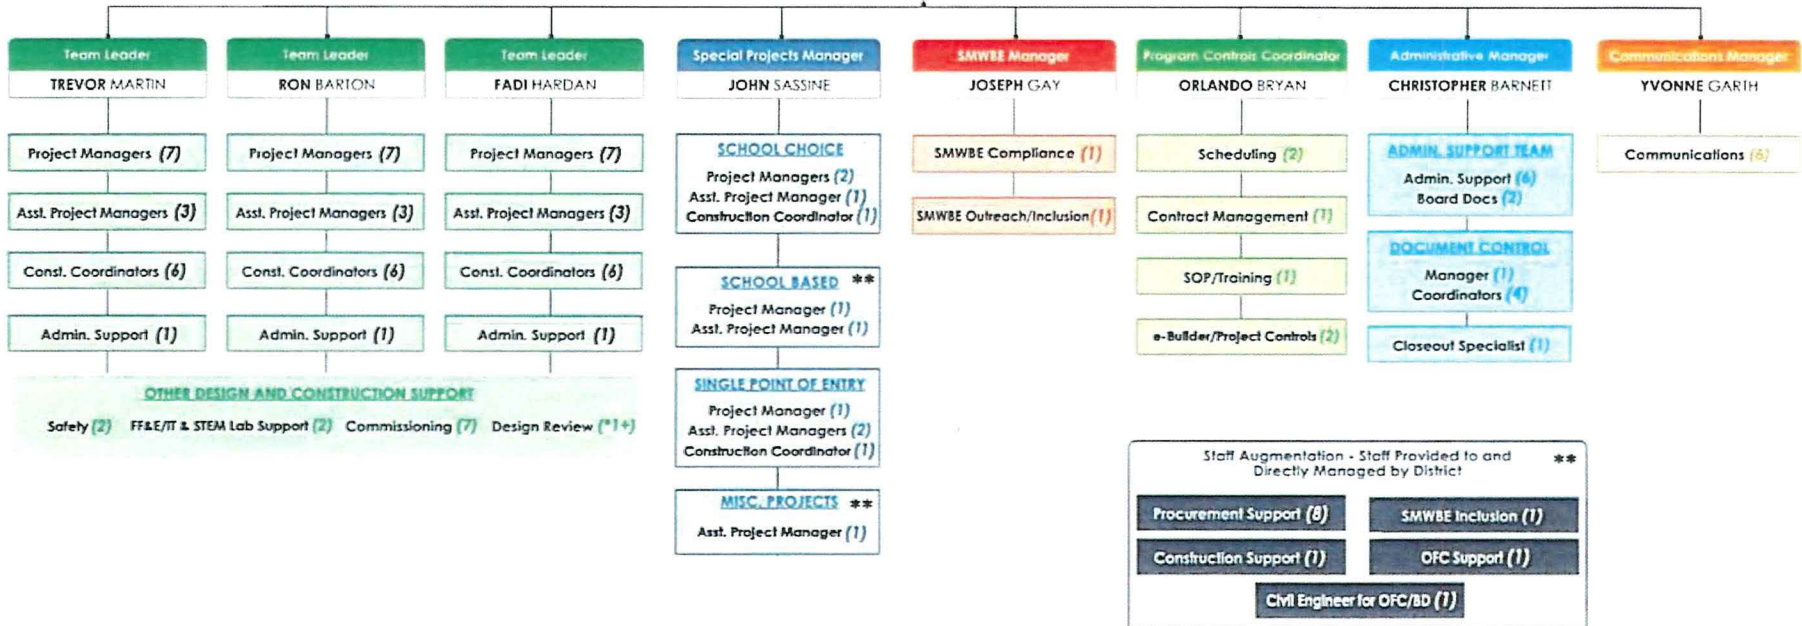 Team Leader
TREVOR MARTIN
Project Managers (7)
Asst. Project Managers (3)
Const. Coordinators (6)
Admin. Support (1)
Team Leader
RON BARTON
Project Managers (7)
Asst. Project Managers (3)
Const. Coordinators (6)
Admin. Support (1)
Team Leader
FADI HARDAN
Project Managers (7)
Asst. Project Managers (3)
Const. Coordinators (6)
Admin. Support (1)
OTHER DESIGN AND CONSTRUCTION SUPPORT
Safety (2) FF&E/IT & STEM Lab Support (2) Commissioning (7) Design Review (*1+)
Special Projects Manager
JOHN SASSINE
SCHOOL CHOICE
Project Managers (2)
Asst. Project Manager (1)
Construction Coordinator (1)
SCHOOL BASED **
Project Manager (1)
Asst. Project Manager (1)
SINGLE POINT OF ENTRY
Project Manager (1)
Asst. Project Managers (2)
Construction Coordinator (1)
MISC. PROJECTS **
Asst. Project Manager (1)
SMWBE Manager
JOSEPH GAY
SMWBE Compliance (1)
SMWBE Outreach/Inclusion (1)
Program Controls Coordinator
ORLANDO BRYAN
Scheduling (2)
Contract Management (1)
SOP/Training (1)
e-Builder/Project Controls (2)
Administrative Manager
CHRISTOPHER BARNETT
ADMIN. SUPPORT TEAM
Admin. Support (6)
Board Docs (2)
DOCUMENT CONTROL
Manager (1)
Coordinators (4)
Closeout Specialist (1)
Communications Manager
YVONNE GARTH
Communications (6)
Staff Augmentation - Staff Provided to and **
Directly Managed by District
Procurement Support (8)
SMWBE Inclusion (1)
Construction Support (1)
OFC Support (1)
Civil Engineer for OFC/BD (1)